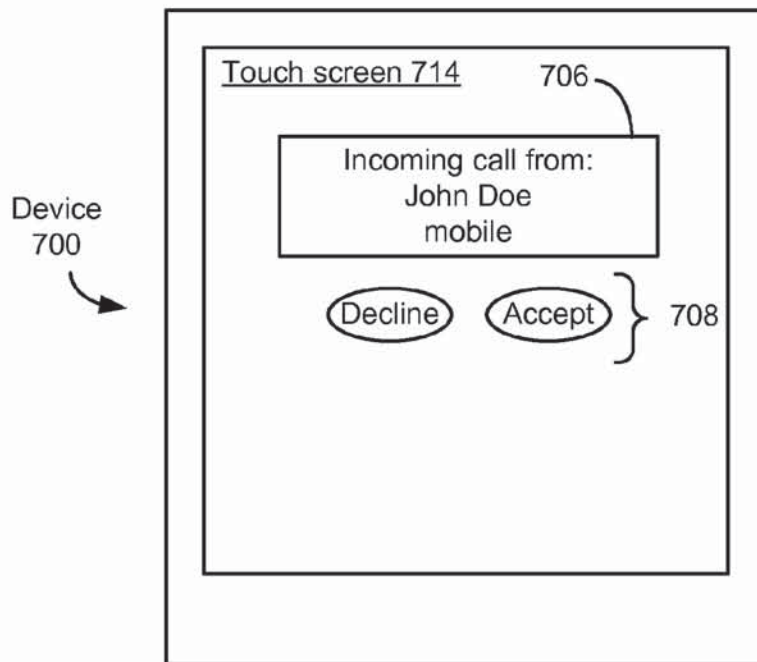 Touch screen 714
706
Incoming call from:
John Doe
mobile
Device
700
Decline
Accept
708